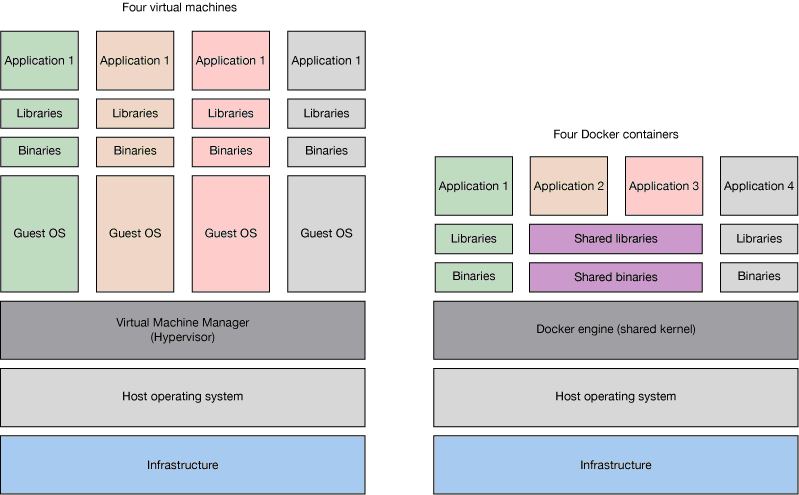 Four virtual machines
Application 1
Application 1
Application 1
Application 1
Libraries
Libraries
Libraries
Libraries
Binaries
Binaries
Binaries
Binaries
Guest OS
Guest OS
Guest OS
Guest OS
Virtual Machine Manager
(Hypervisor)
Host operating system
Infrastructure
Four Docker containers
Application 1
Application 2
Application 3
Application 4
Libraries
Shared libraries
Libraries
Binaries
Shared binaries
Binaries
Docker engine (shared kernel)
Host operating system
Infrastructure